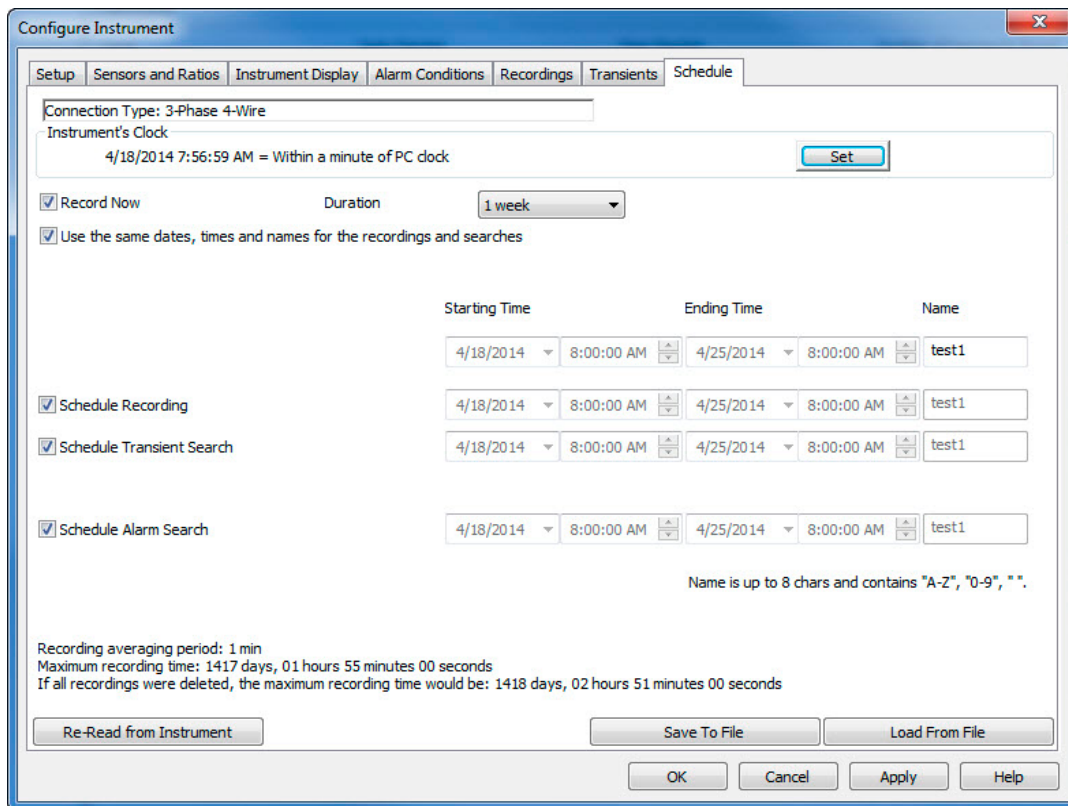 Configure Instrument
Setup Sensors and Ratios Instrument Display Alarm Conditions Recordings Transients Schedule
Connection Type: 3-Phase 4-Wire
Instrument's Clock
4/18/2014 7:56:59 AM = Within a minute of PC clock Set
Record Now Duration 1 week
Use the same dates, times and names for the recordings and searches
Starting Time Ending Time Name
4/18/2014 8:00:00 AM 4/25/2014 8:00:00 AM test1
Schedule Recording 4/18/2014 8:00:00 AM 4/25/2014 8:00:00 AM test1
Schedule Transient Search 4/18/2014 8:00:00 AM 4/25/2014 8:00:00 AM test1
Schedule Alarm Search 4/18/2014 8:00:00 AM 4/25/2014 8:00:00 AM test1
Name is up to 8 chars and contains "A-Z", "0-9", " ".
Recording averaging period: 1 min
Maximum recording time: 1417 days, 01 hours 55 minutes 00 seconds
If all recordings were deleted, the maximum recording time would be: 1418 days, 02 hours 51 minutes 00 seconds
Re-Read from Instrument Save To File Load From File
OK Cancel Apply Help